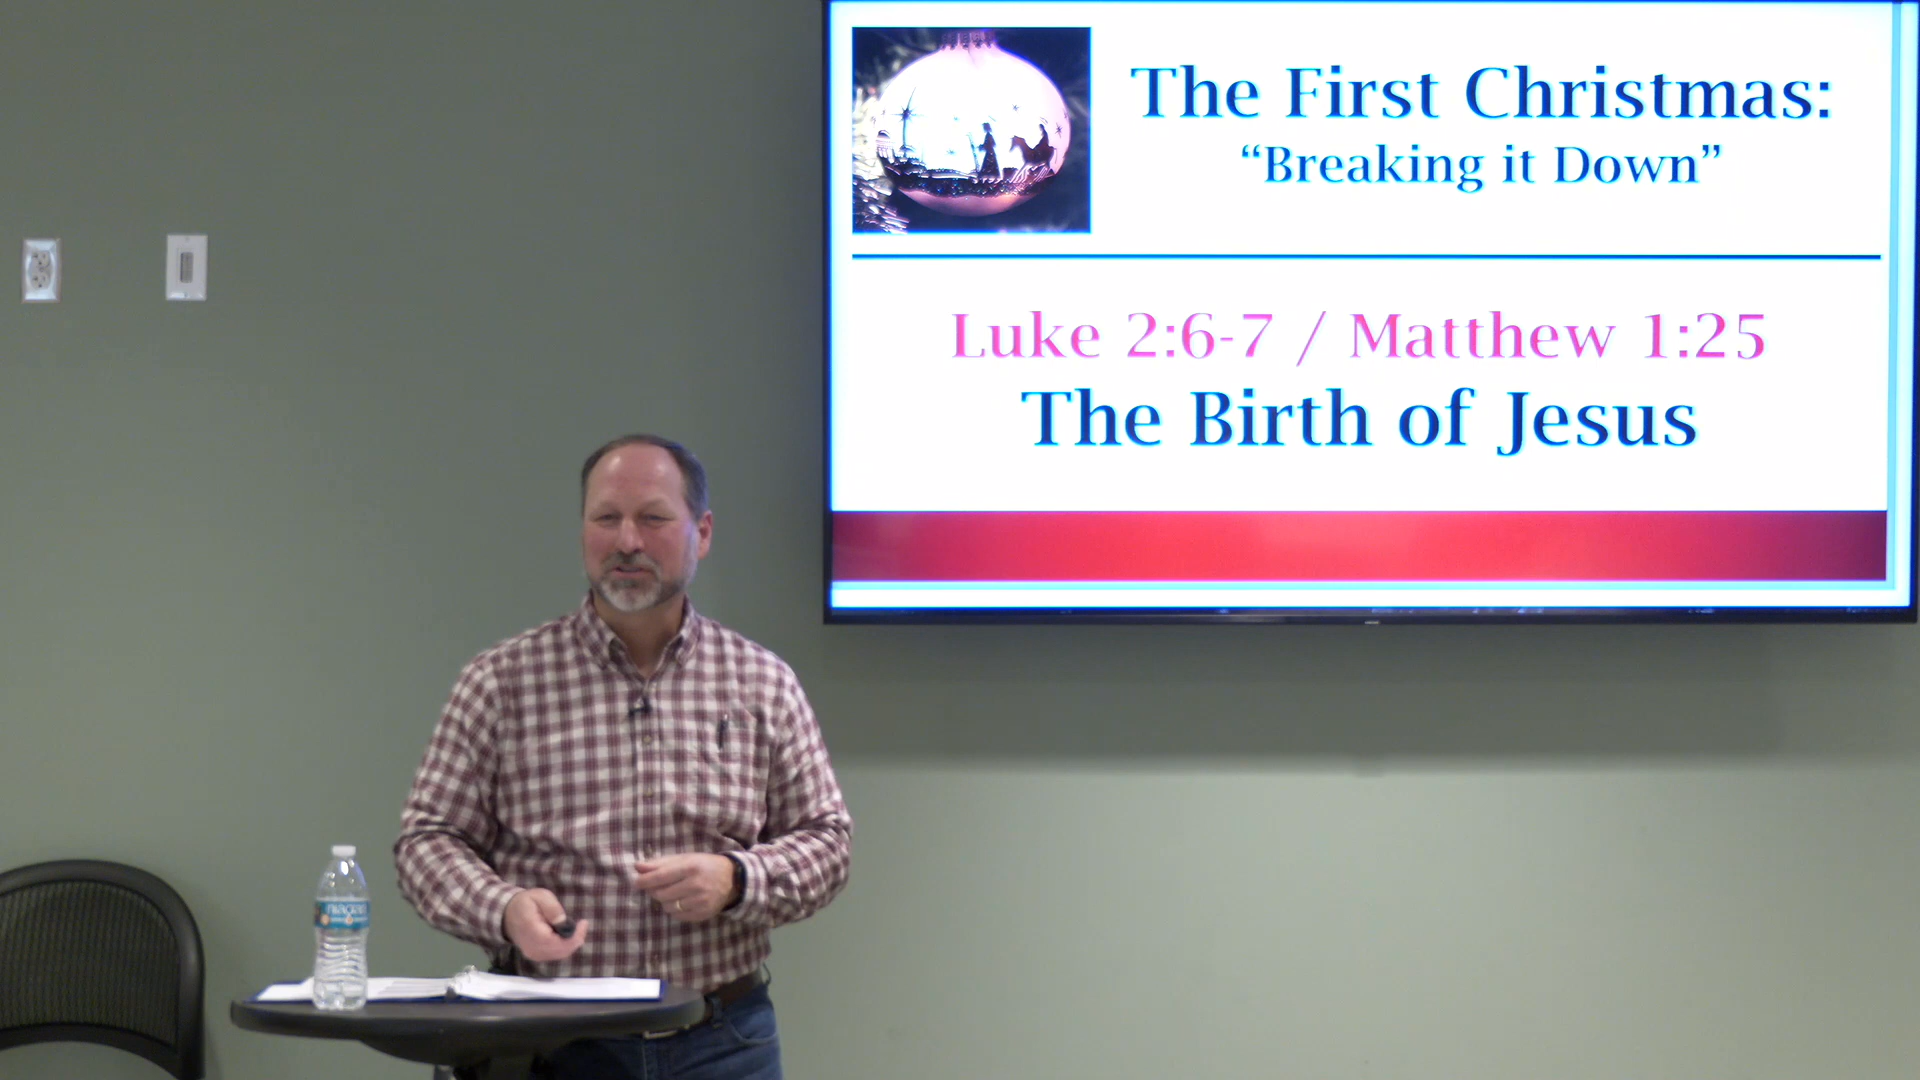 The First Christmas:
“Breaking it Down”
Luke 2:6-7 / Matthew 1:25
The Birth of Jesus